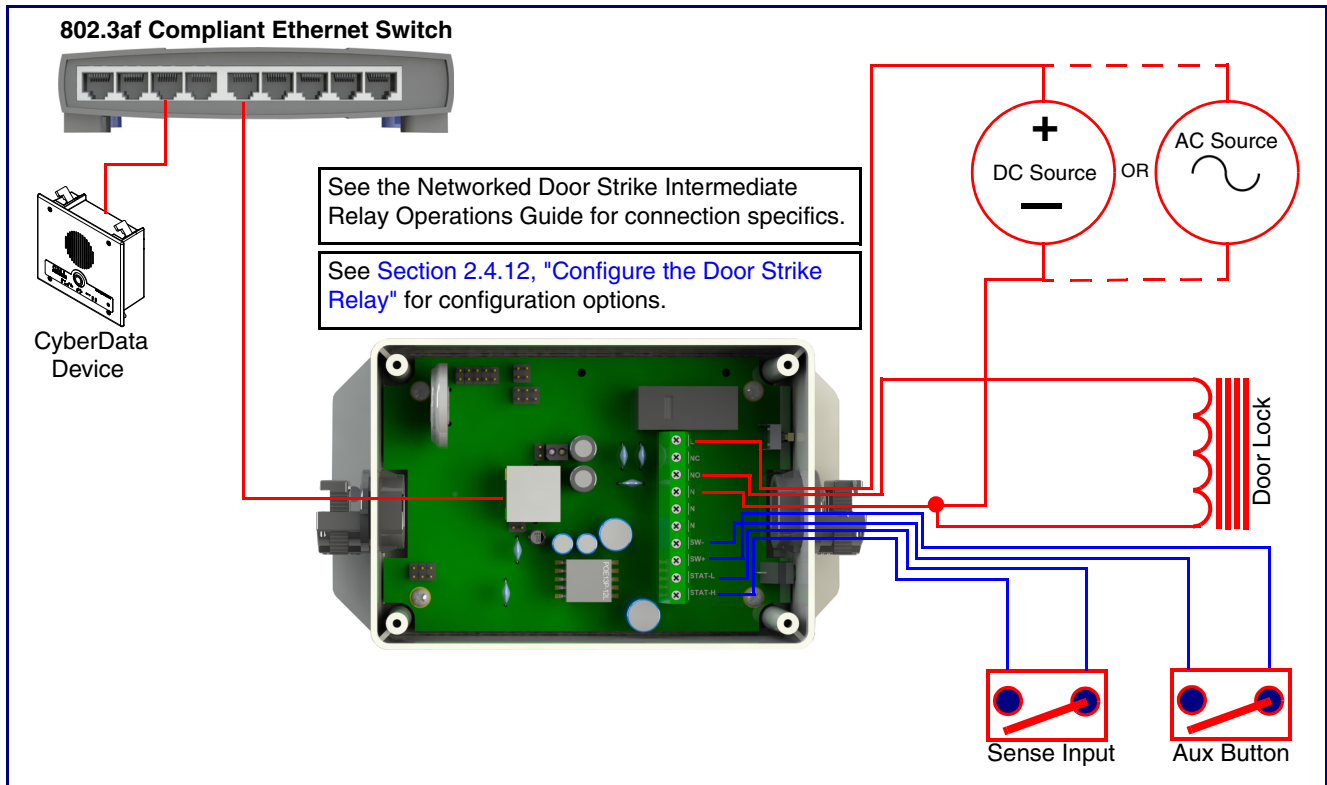 802.3af Compliant Ethernet Switch
+
DC Source
—
OR
AC Source
See the Networked Door Strike Intermediate
Relay Operations Guide for connection specifics.
See Section 2.4.12, "Configure the Door Strike
Relay" for configuration options.
CyberData
Device
L
NC
NO
N
N
N
SW-
SW+
STAT-L
STAT-H
Door Lock
Sense Input
Aux Button